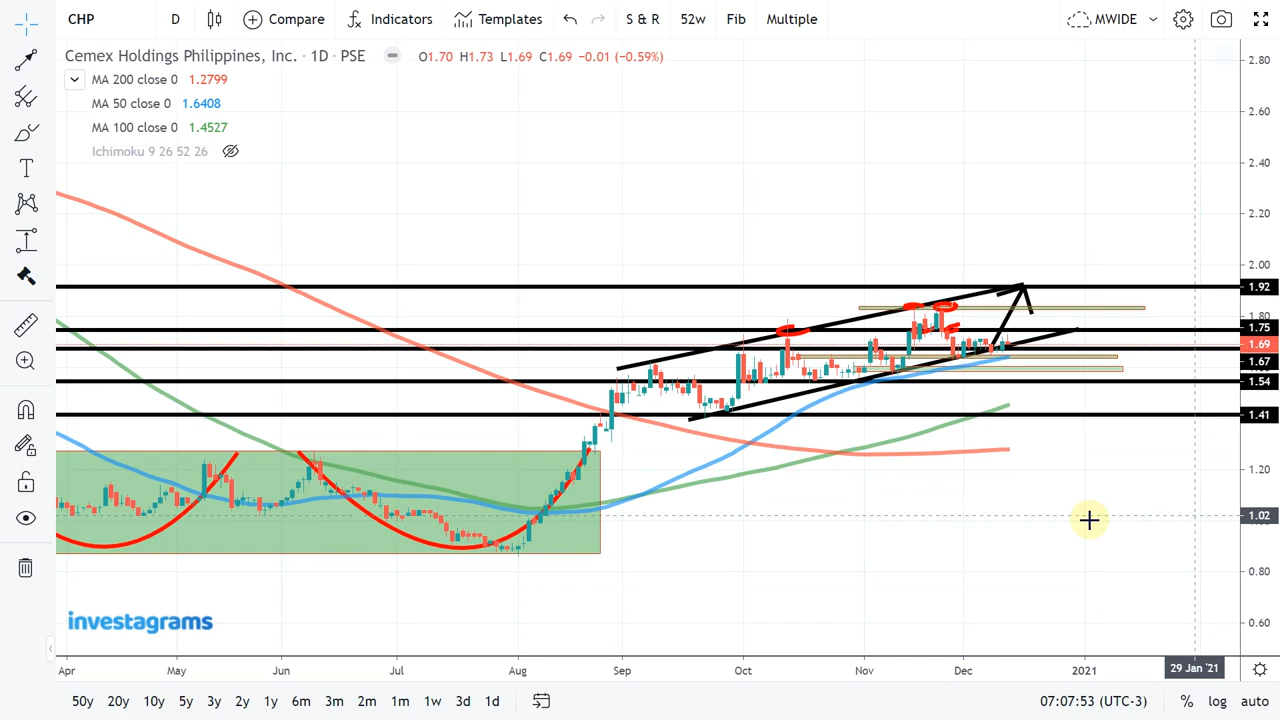 CHP D Compare Indicators Templates S & R 52w Fib Multiple MWIDE
Cemex Holdings Philippines, Inc. · 1D · PSE O1.70 H1.73 L1.69 C1.69 −0.01 (−0.59%)
MA 200 close 0 1.2799
MA 50 close 0 1.6408
MA 100 close 0 1.4527
Ichimoku 9 26 52 26
2.80
2.60
2.40
2.20
2.00
1.92
1.80
1.75
1.69
1.67
1.54
1.41
1.20
1.02
0.80
0.60
investagrams
Apr May Jun Jul Aug Sep Oct Nov Dec 2021 29 Jan '21
50y 20y 10y 5y 3y 2y 1y 6m 3m 2m 1m 1w 3d 1d 07:07:53 (UTC-3) % log auto